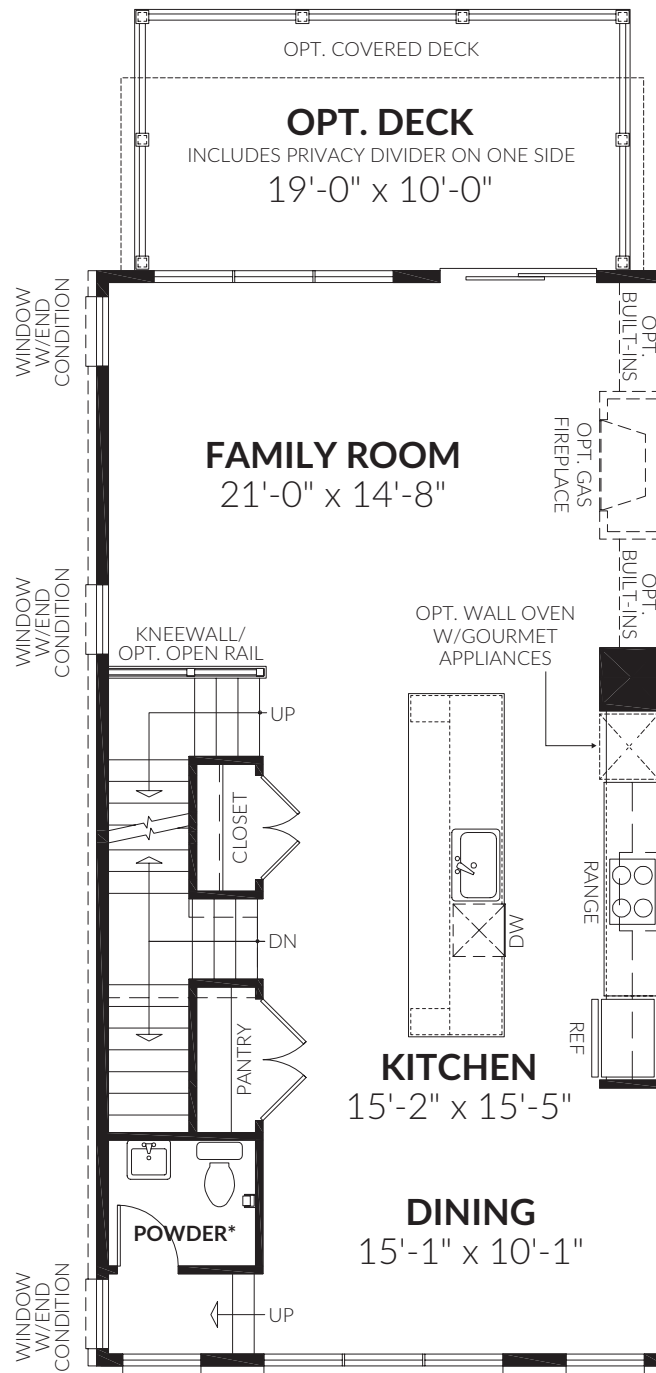 OPT. COVERED DECK
OPT. DECK
INCLUDES PRIVACY DIVIDER ON ONE SIDE
19'-0" x 10'-0"
WINDOW
W/END
CONDITION
OPT.
BUILT-INS
FAMILY ROOM
21'-0" x 14'-8"
OPT. GAS
FIREPLACE
WINDOW
W/END
CONDITION
OPT.
BUILT-INS
KNEEWALL/
OPT. OPEN RAIL
OPT. WALL OVEN
W/GOURMET
APPLIANCES
UP
CLOSET
RANGE
DW
DN
REF
PANTRY
KITCHEN
15'-2" x 15'-5"
DINING
15'-1" x 10'-1"
POWDER*
WINDOW
W/END
CONDITION
UP